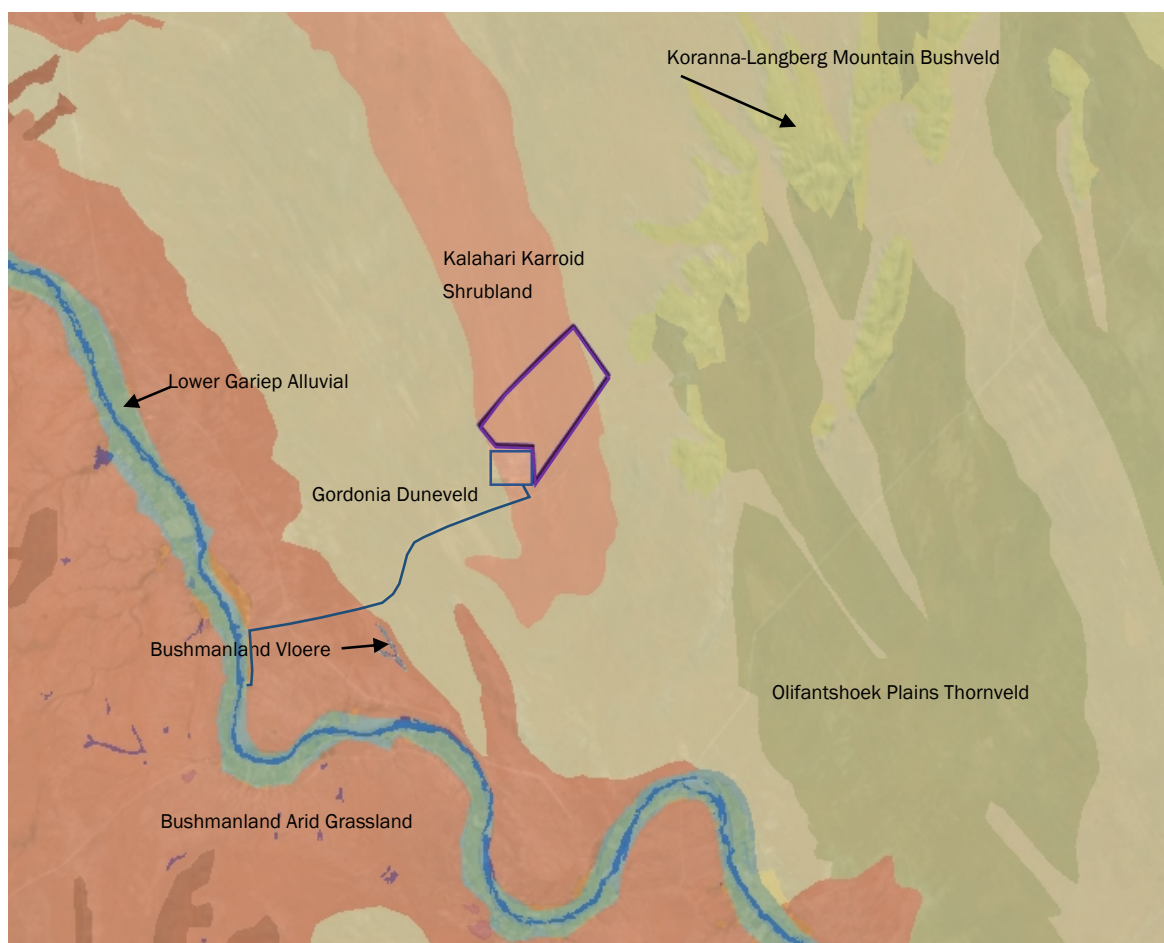 Koranna-Langberg Mountain Bushveld
Kalahari Karroid
Shrubland
Lower Gariep Alluvial
Gordonia Duneveld
Bushmanland Vloere
Olifantshoek Plains Thornveld
Bushmanland Arid Grassland